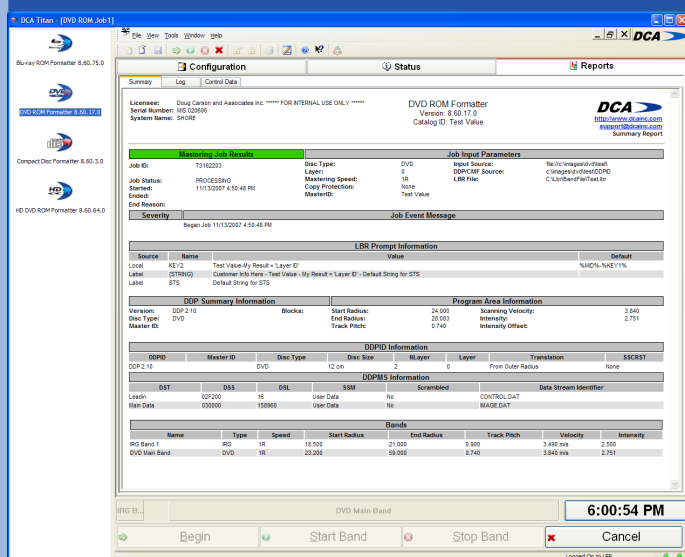 DCA Titan - [DVD ROM Job1]
File View Tools Window Help
DCA
Blu-ray ROM Formatter 8.60.75.0
DVD ROM Formatter 8.60.17.0
Compact Disc Formatter 8.60.3.0
HD DVD ROM Formatter 8.60.64.0
Configuration Status Reports
Summary Log Control Data
Licensee: Doug Carson and Associates Inc. ****** FOR INTERNAL USE ONLY ******
Serial Number: MIS 020606
System Name: SHORE
DVD ROM Formatter
Version: 8.60.17.0
Catalog ID: Test Value
DCA
http://www.dcainc.com
support@dcainc.com
Summary Report
Mastering Job Results
Job ID: 73162203
Job Status: PROCESSING
Started: 11/13/2007 4:50:48 PM
Ended:
End Reason:
Job Input Parameters
Disc Type: DVD Input Source: file://c:\images\dvd\test\
Layer: 0 DDP/CMF Source: c:\images\dvd\test\DDPID
Mastering Speed: 1R LBR File: C:\Lbr\BandFile\Test.lbr
Copy Protection: None
MasterID: Test Value
Severity Job Event Message
Began Job 11/13/2007 4:50:48 PM
LBR Prompt Information
Source Name Value Default
Local KEY2 Test Value-My Result = 'Layer ID' %MID%-%KEY1%
Label (STRING) Customer Info Here - Test Value - My Result = 'Layer ID' - Default String for STS
Label STS Default String for STS
DDP Summary Information
Version: DDP 2.10 Blocks:
Disc Type: DVD
Master ID:
Program Area Information
Start Radius: 24.000 Scanning Velocity: 3.840
End Radius: 28.083 Intensity: 2.751
Track Pitch: 0.740 Intensity Offset:
DDPID Information
DDPID Master ID Disc Type Disc Size NLayer Layer Translation SSCRST
DDP 2.10 DVD 12 cm 2 0 From Outer Radius None
DDPMS Information
DST DSS DSL SSM Scrambled Data Stream Identifier
Leadin 02F200 16 User Data No CONTROL.DAT
Main Data 030000 158960 User Data No IMAGE.DAT
Bands
Name Type Speed Start Radius End Radius Track Pitch Velocity Intensity
IRG Band 1 IRG 1R 18.500 21.000 0.900 3.490 m/s 2.500
DVD Main Band DVD 1R 23.200 59.000 0.740 3.840 m/s 2.751
IRG B... DVD Main Band 6:00:54 PM
Begin Start Band Stop Band Cancel
Logged On to LBR